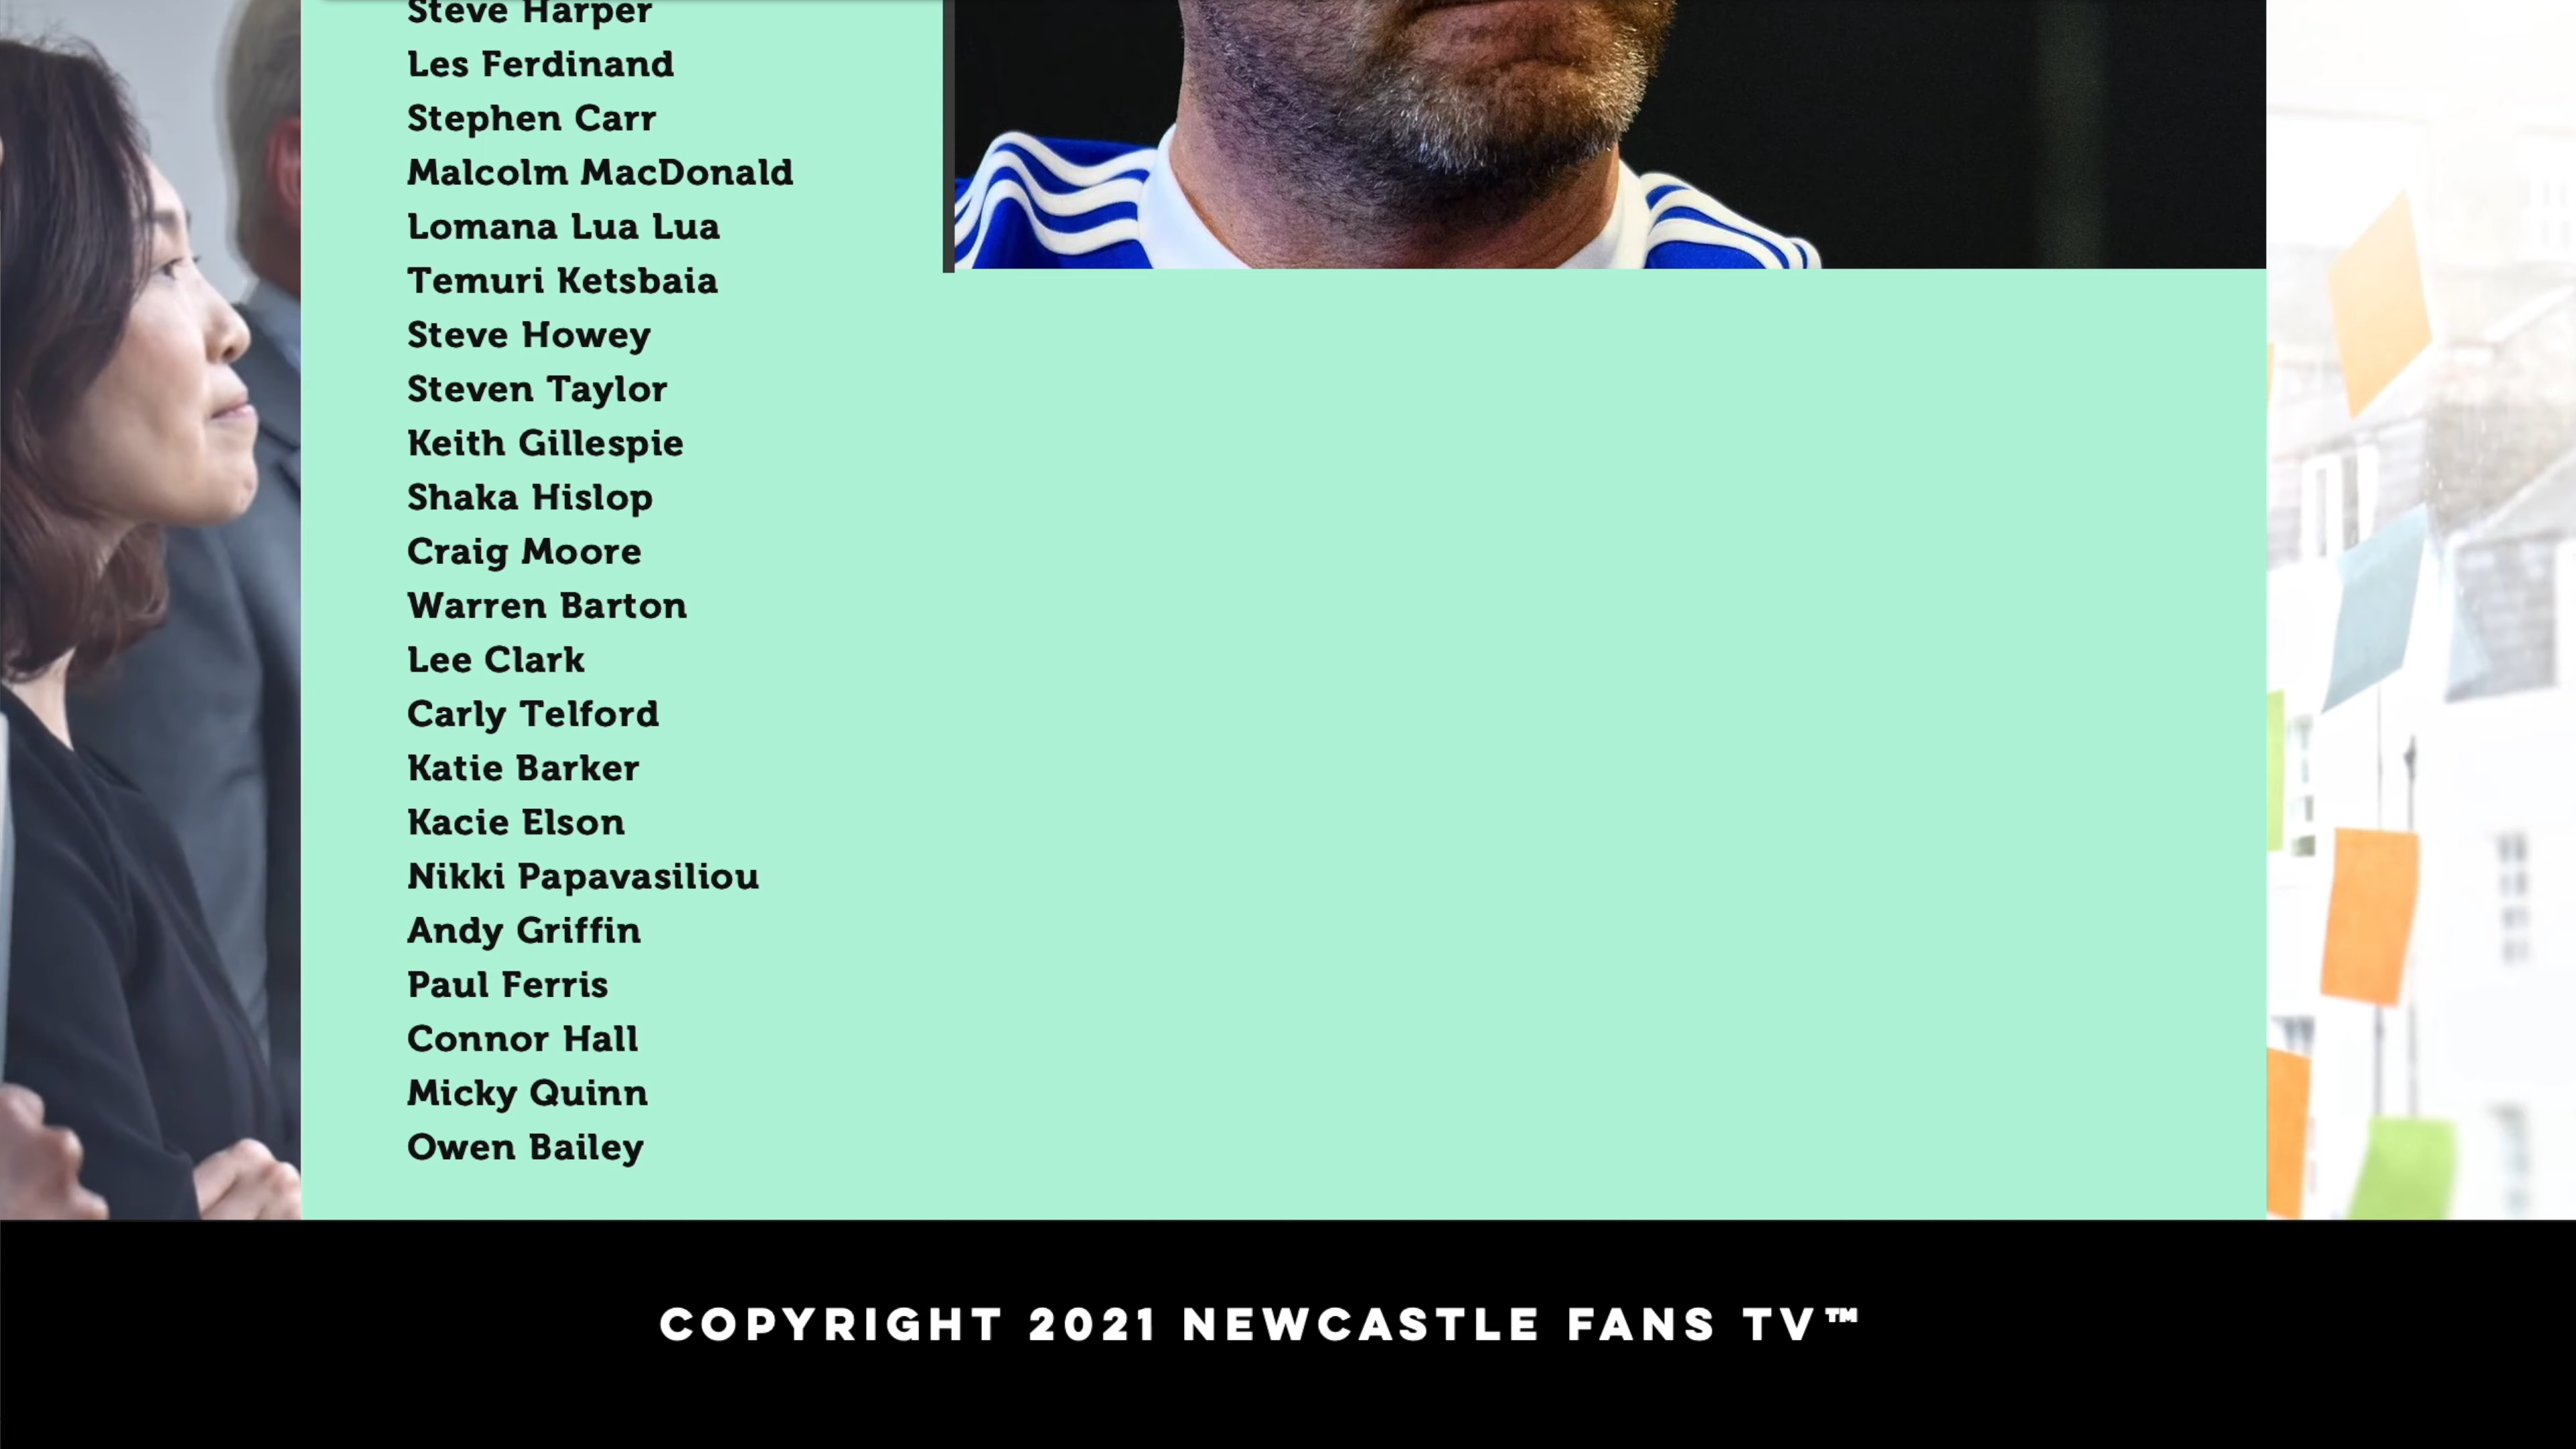 Steve Harper
Les Ferdinand
Stephen Carr
Malcolm MacDonald
Lomana Lua Lua
Temuri Ketsbaia
Steve Howey
Steven Taylor
Keith Gillespie
Shaka Hislop
Craig Moore
Warren Barton
Lee Clark
Carly Telford
Katie Barker
Kacie Elson
Nikki Papavasiliou
Andy Griffin
Paul Ferris
Connor Hall
Micky Quinn
Owen Bailey
COPYRIGHT 2021 NEWCASTLE FANS TV™